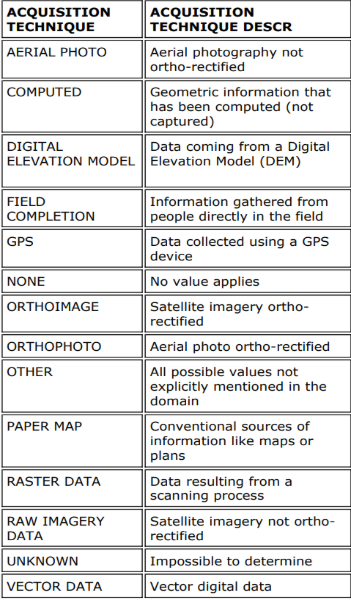 ACQUISITION ACQUISITION
TECHNIQUE TECHNIQUE DESCR
AERIAL PHOTO Aerial photography not
ortho-rectified
COMPUTED Geometric information that
has been computed (not
captured)
DIGITAL Data coming from a Digital
ELEVATION MODEL Elevation Model (DEM)
FIELD Information gathered from
COMPLETION people directly in the field
GPS Data collected using a GPS
device
NONE No value applies
ORTHOIMAGE Satellite imagery ortho-
rectified
ORTHOPHOTO Aerial photo ortho-rectified
OTHER All possible values not
explicitly mentioned in the
domain
PAPER MAP Conventional sources of
information like maps or
plans
RASTER DATA Data resulting from a
scanning process
RAW IMAGERY Satellite imagery not ortho-
DATA rectified
UNKNOWN Impossible to determine
VECTOR DATA Vector digital data